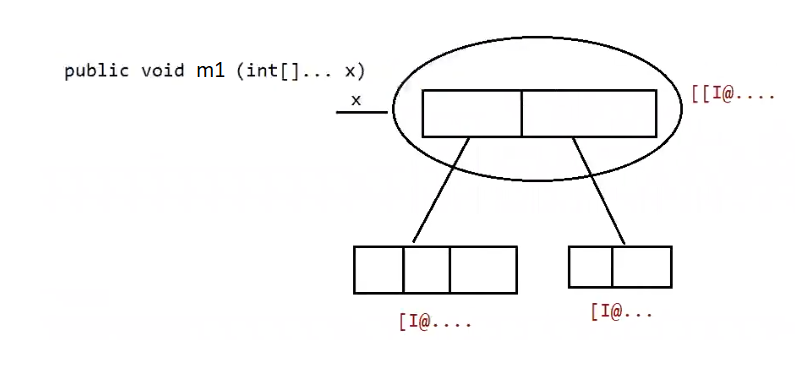 public void m1 (int[]... x)
x
[[I@....
[I@....
[I@...